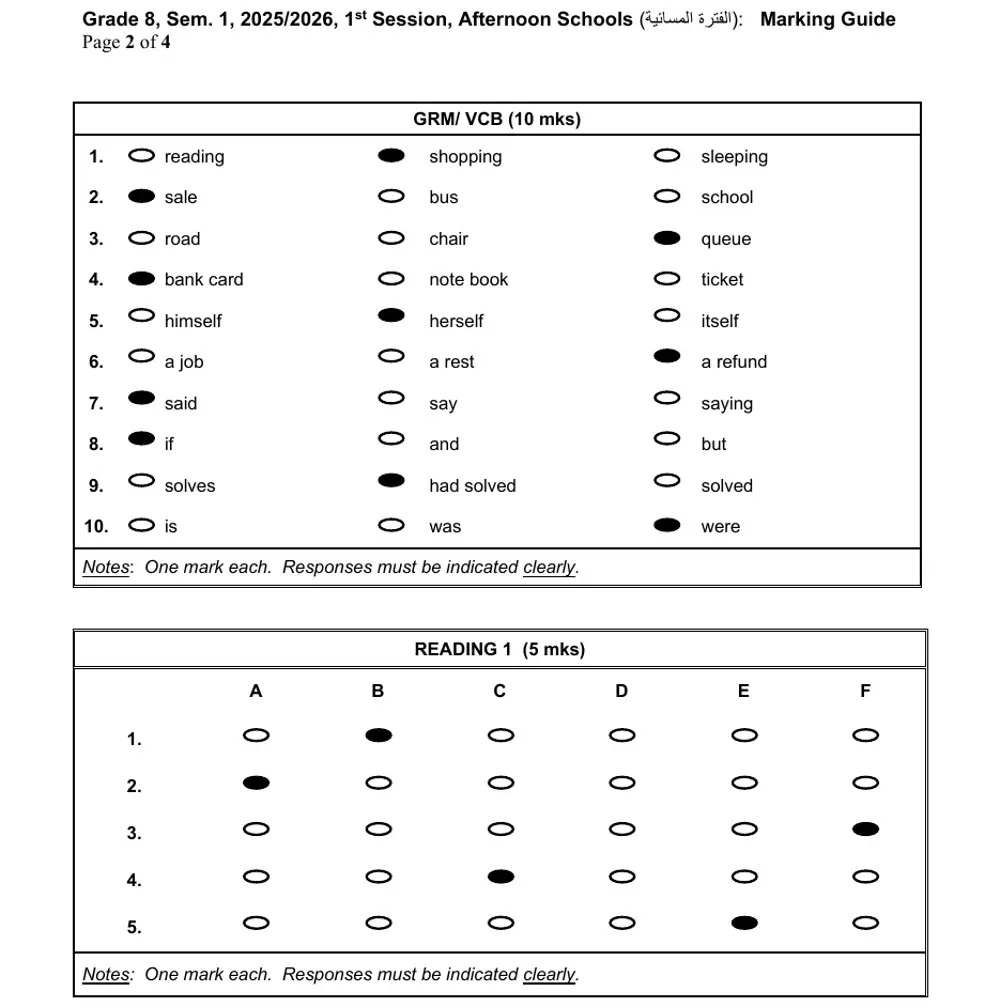 Grade 8, Sem. 1, 2025/2026, 1st Session, Afternoon Schools (الفترة المسائية): Marking Guide
Page 2 of 4
GRM/ VCB (10 mks)
1. reading shopping sleeping
2. sale bus school
3. road chair queue
4. bank card note book ticket
5. himself herself itself
6. a job a rest a refund
7. said say saying
8. if and but
9. solves had solved solved
10. is was were
Notes: One mark each. Responses must be indicated clearly.
READING 1 (5 mks)
A B C D E F
1.
2.
3.
4.
5.
Notes: One mark each. Responses must be indicated clearly.